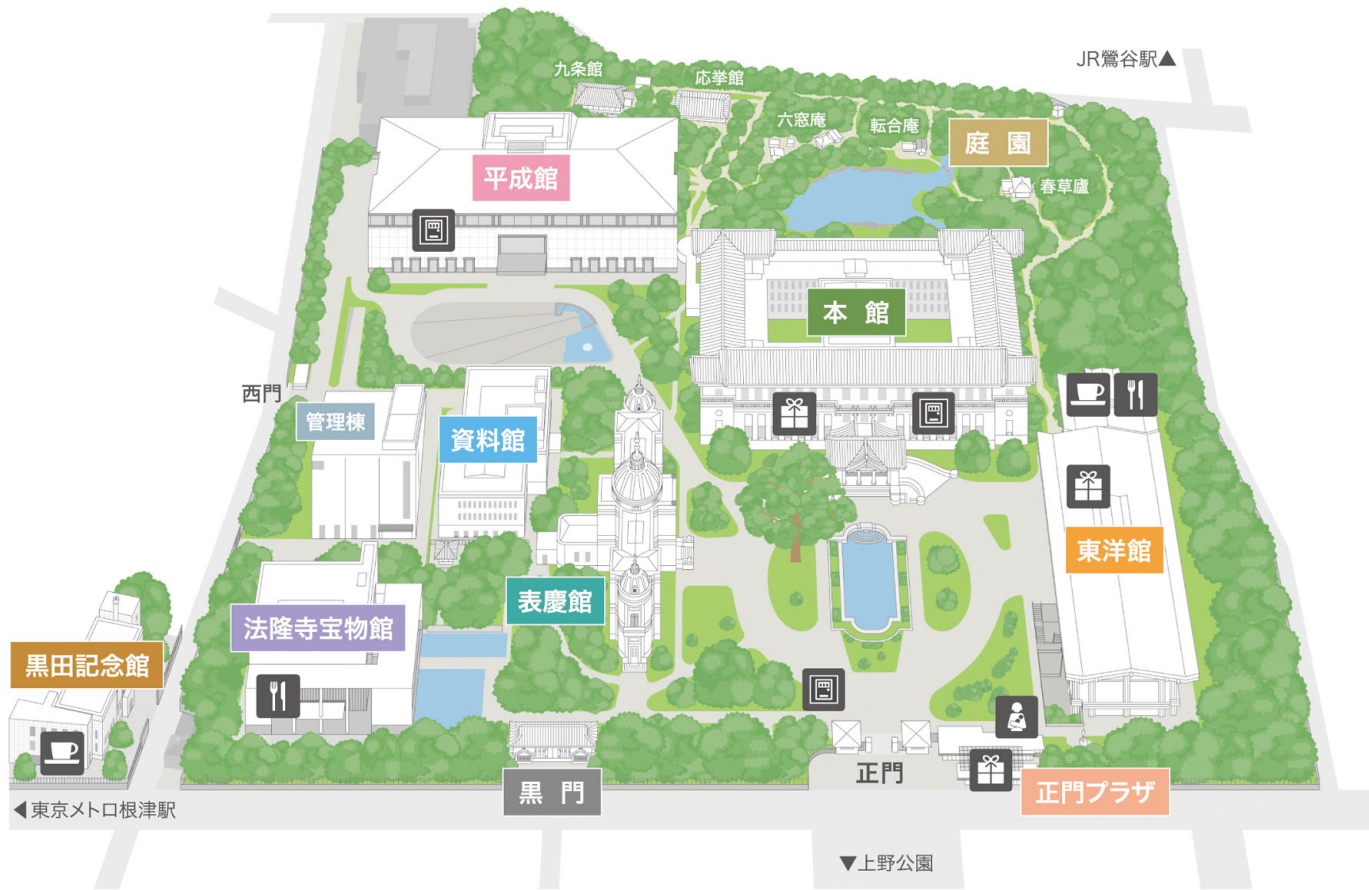 JR鶯谷駅▲
九条館
応挙館
六窓庵
転合庵
庭園
平成館
春草廬
本館
西門
管理棟
資料館
東洋館
表慶館
法隆寺宝物館
黒田記念館
正門
黒門
正門プラザ
◀東京メトロ根津駅
▼上野公園